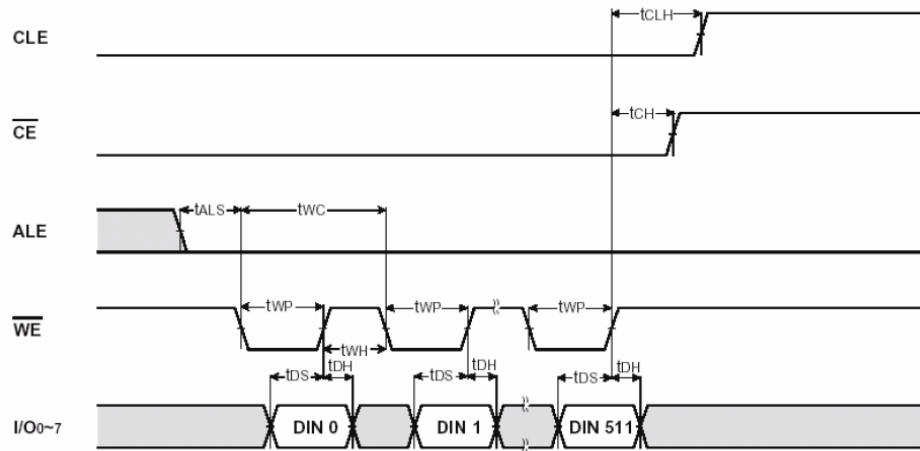 tCLH
CLE
tCH
CE
tALS
tWC
ALE
tWP
tWP
tWP
WE
tWH
tDH
tDS
tDS
tDH
tDS
tDH
I/O0~7
DIN 0
DIN 1
DIN 511